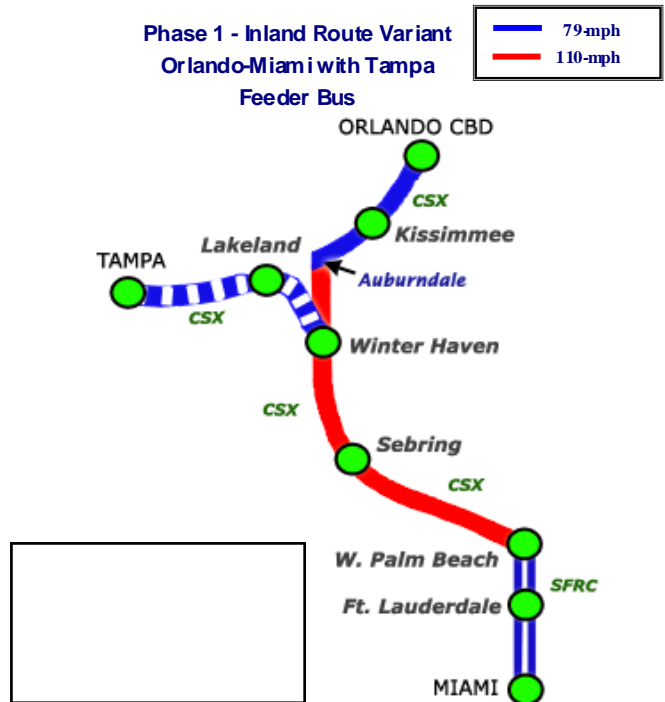 Phase 1 - Inland Route Variant
Orlando-Miami with Tampa
Feeder Bus
79-mph
110-mph
ORLANDO CBD
CSX
Kissimmee
Lakeland
TAMPA
Auburndale
CSX
Winter Haven
CSX
Sebring
CSX
W. Palm Beach
SFRC
Ft. Lauderdale
MIAMI